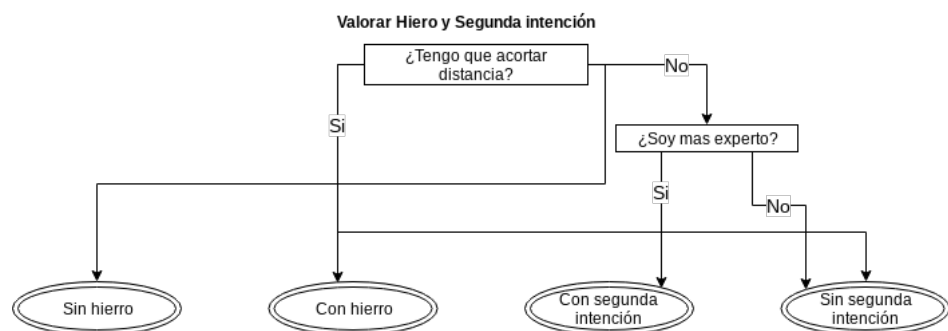 Valorar Hiero y Segunda intención
¿Tengo que acortar
distancia?
No
Si
¿Soy mas experto?
Si
No
Sin hierro
Con hierro
Con segunda
intención
Sin segunda
intención